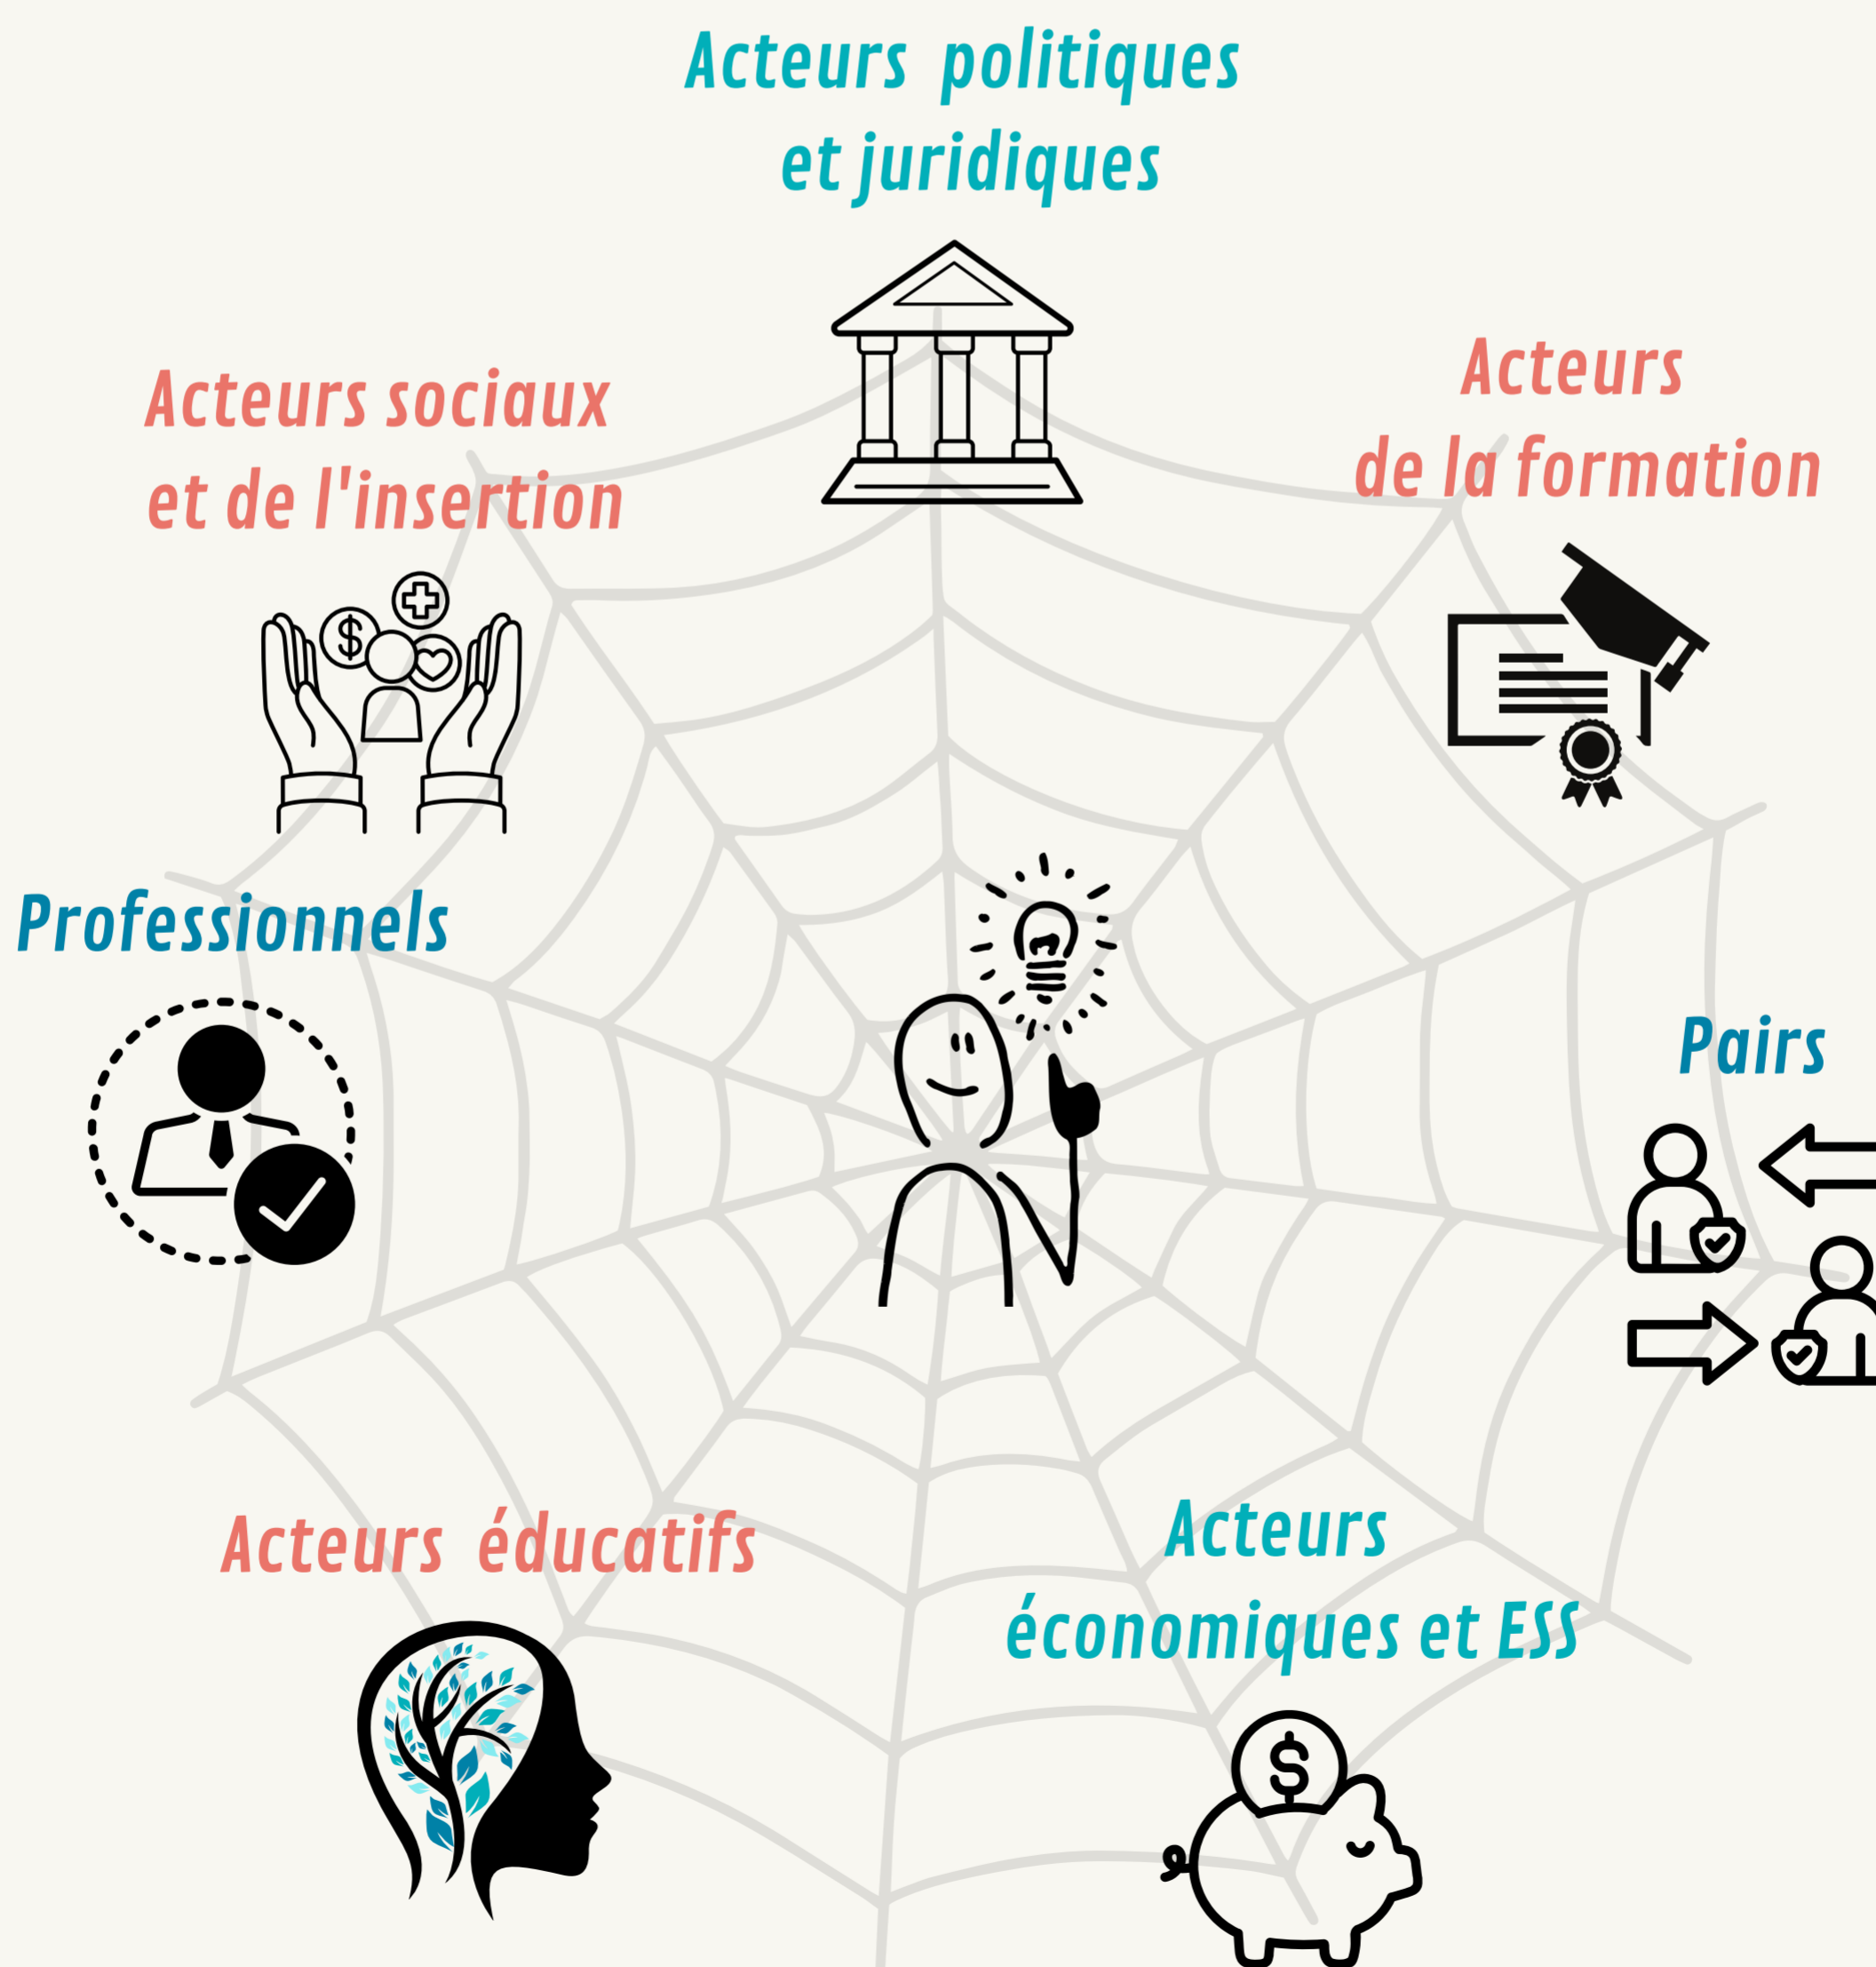 Acteurs politiques
et juridiques
Acteurs sociaux
et de l'insertion
Acteurs
de la formation
Professionnels
Pairs
Acteurs éducatifs
Acteurs
économiques et ESS
$
$